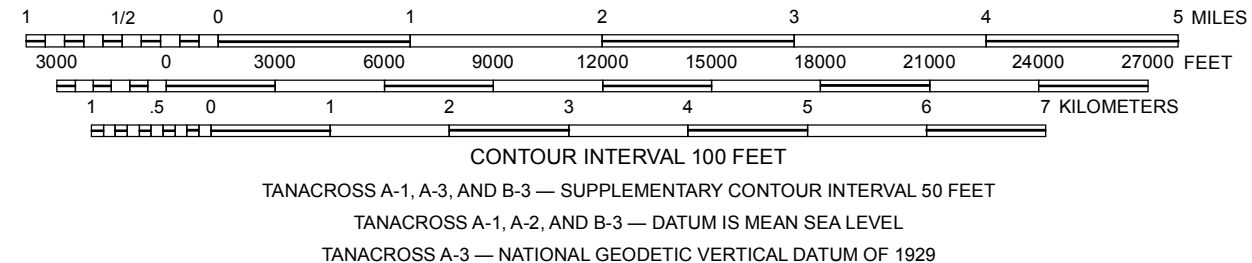 1 1/2 0 1 2 3 4 5 MILES
3000 0 3000 6000 9000 12000 15000 18000 21000 24000 27000 FEET
1 .5 0 1 2 3 4 5 6 7 KILOMETERS
CONTOUR INTERVAL 100 FEET
TANACROSS A-1, A-3, AND B-3 — SUPPLEMENTARY CONTOUR INTERVAL 50 FEET
TANACROSS A-1, A-2, AND B-3 — DATUM IS MEAN SEA LEVEL
TANACROSS A-3 — NATIONAL GEODETIC VERTICAL DATUM OF 1929